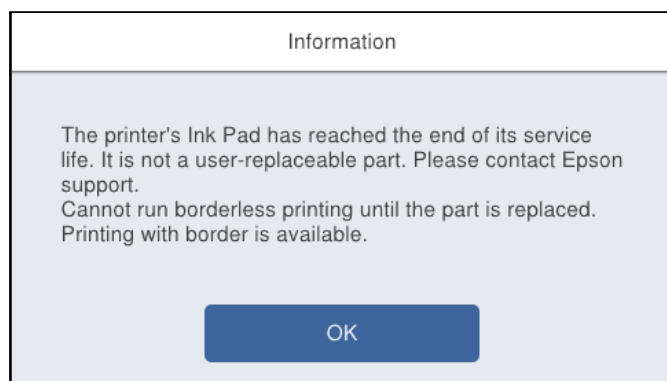 Information
The printer's Ink Pad has reached the end of its service
life. It is not a user-replaceable part. Please contact Epson
support.
Cannot run borderless printing until the part is replaced.
Printing with border is available.
OK